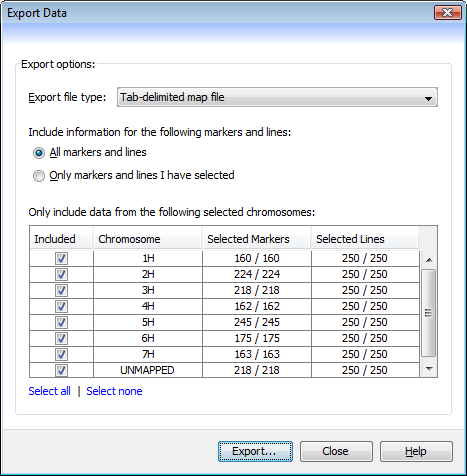 Export Data
Export options:
Export file type: Tab-delimited map file
Include information for the following markers and lines:
All markers and lines
Only markers and lines I have selected
Only include data from the following selected chromosomes:
Included Chromosome Selected Markers Selected Lines
1H 160 / 160 250 / 250
2H 224 / 224 250 / 250
3H 218 / 218 250 / 250
4H 162 / 162 250 / 250
5H 245 / 245 250 / 250
6H 175 / 175 250 / 250
7H 163 / 163 250 / 250
UNMAPPED 218 / 218 250 / 250
Select all | Select none
Export... Close Help